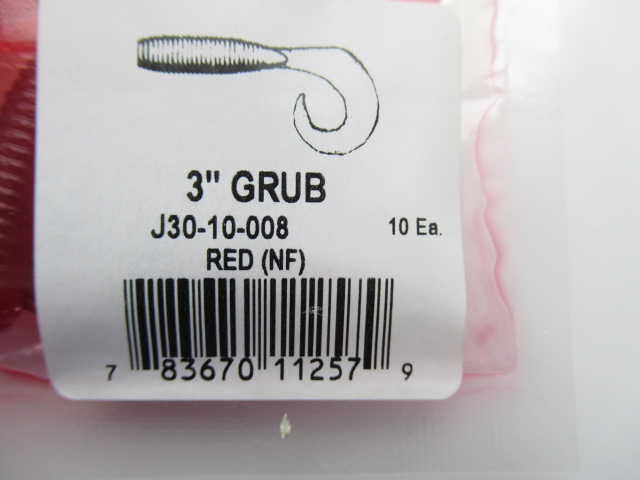 3" GRUB
J30-10-008 10 Ea.
RED (NF)
7 83670 11257 9